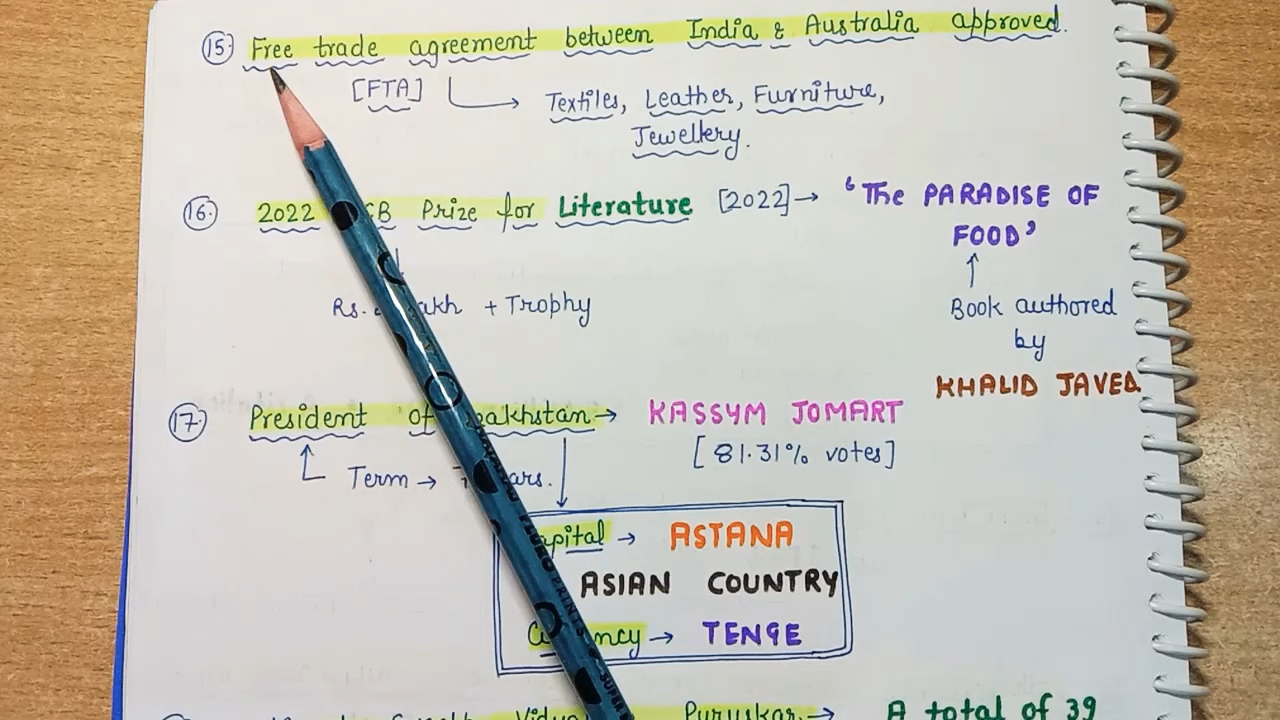 15. Free trade agreement between India & Australia approved.
[FTA] → Textiles, Leather, Furniture,
Jewellery.
16. 2022 Prize for Literature [2022] → 'The PARADISE OF
FOOD'
Rs. + Trophy
Book authored
by
KHALID JAVED
17. President of → KASSYM JOMART
[81.31% votes]
Term →
→ ASTANA
ASIAN COUNTRY
→ TENGE
Puruskar → A total of 39